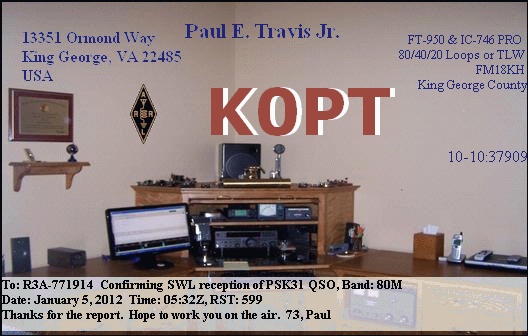 Paul E. Travis Jr.
13351 Ormond Way
King George, VA 22485
USA
FT-950 & IC-746 PRO
80/40/20 Loops or TLW
FM18KH
King George County
A
R R
L
K0PT
10-10:37909
To: R3A-771914 Confirming SWL reception of PSK31 QSO, Band: 80M
Date: January 5, 2012 Time: 05:32Z, RST: 599
Thanks for the report. Hope to work you on the air. 73, Paul